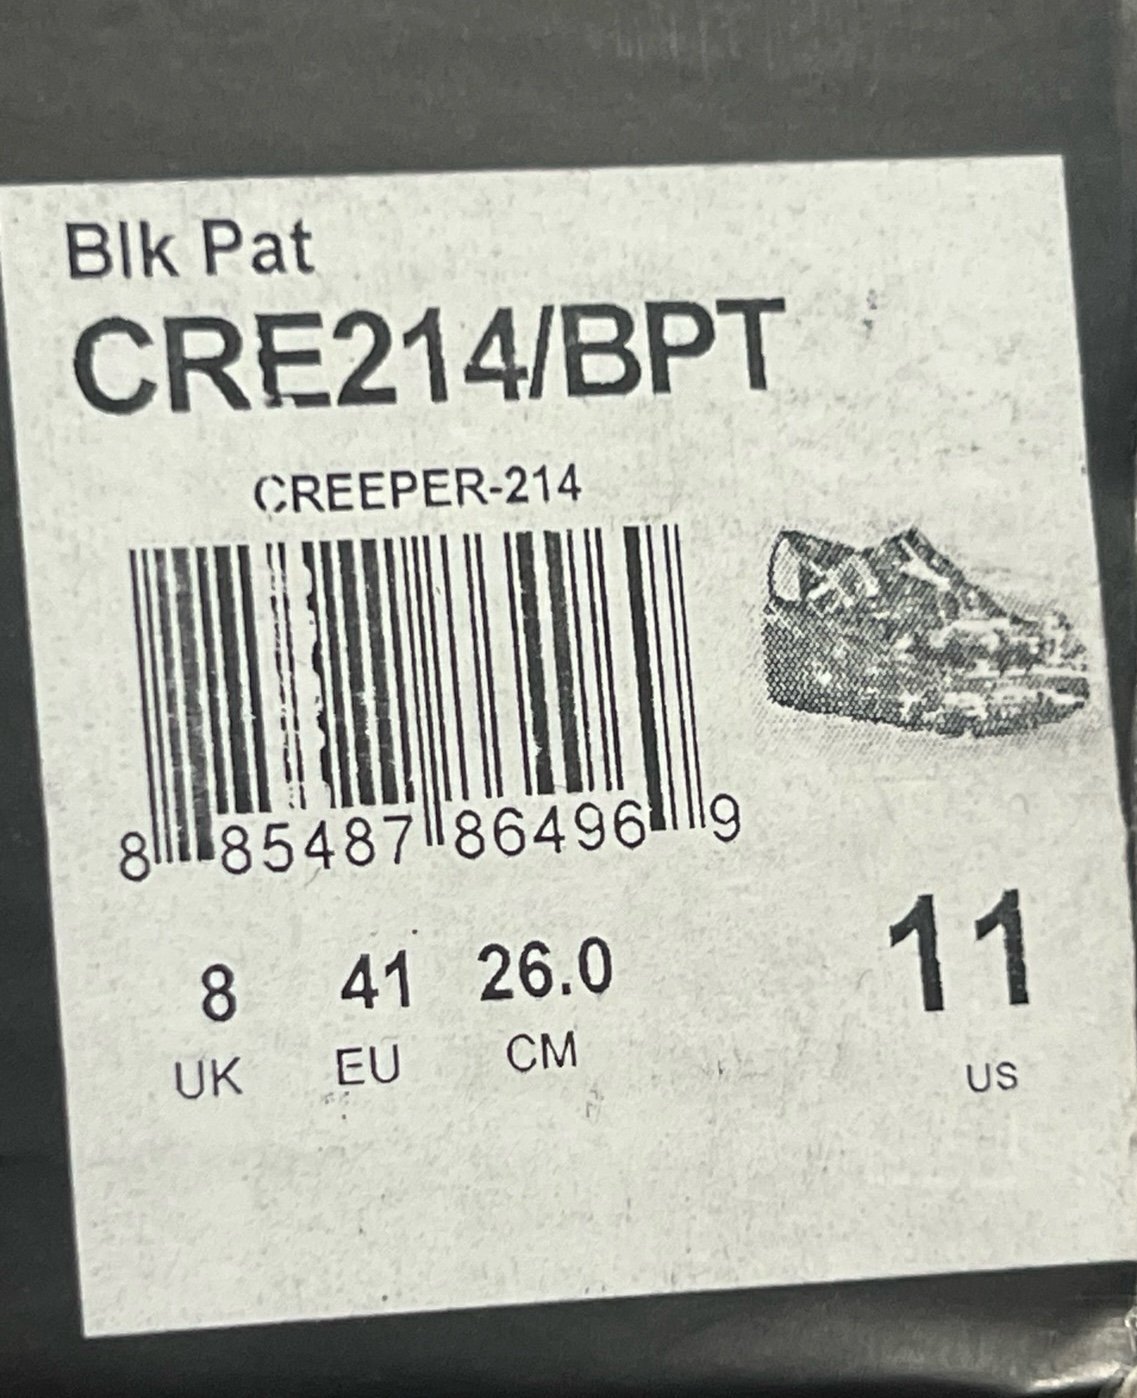 Blk Pat
CRE214/BPT
CREEPER-214
8 85487 86496 9
8 41 26.0 11
UK EU CM US